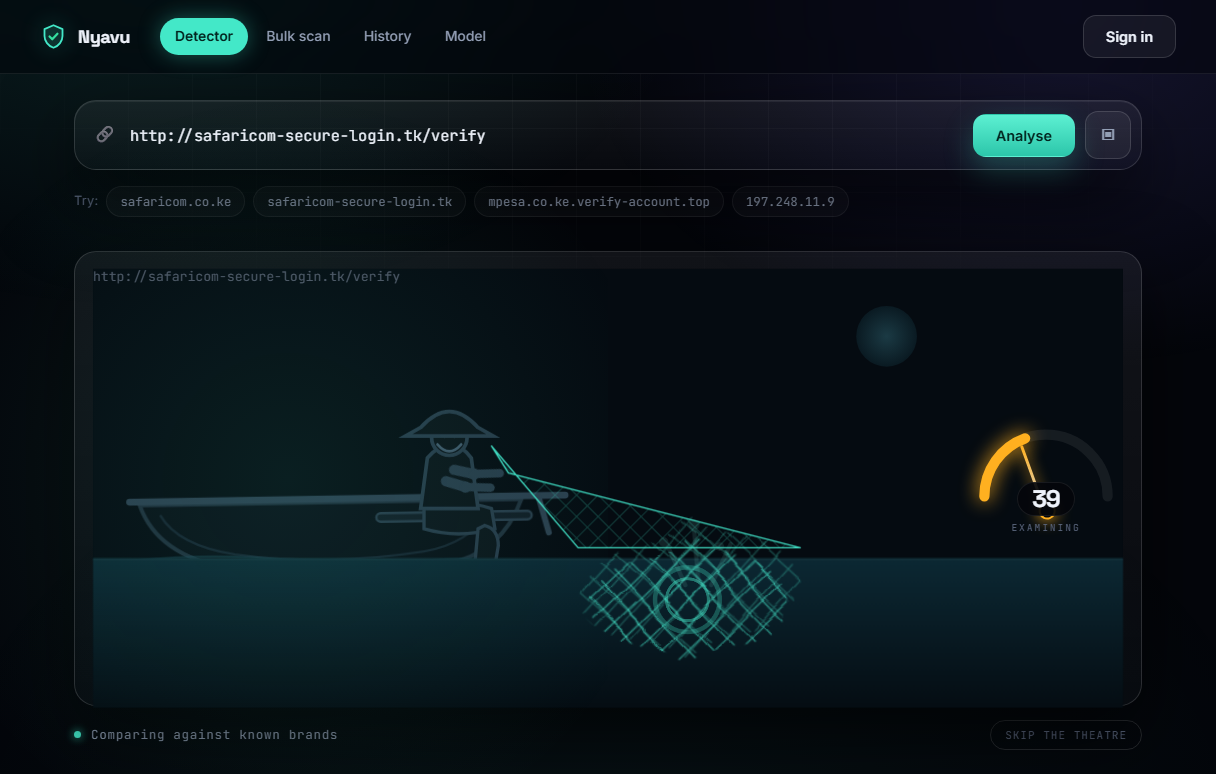 Nyavu
Detector
Bulk scan
History
Model
Sign in
http://safaricom-secure-login.tk/verify
Analyse
Try:
safaricom.co.ke
safaricom-secure-login.tk
mpesa.co.ke.verify-account.top
197.248.11.9
http://safaricom-secure-login.tk/verify
39
EXAMINING
Comparing against known brands
SKIP THE THEATRE